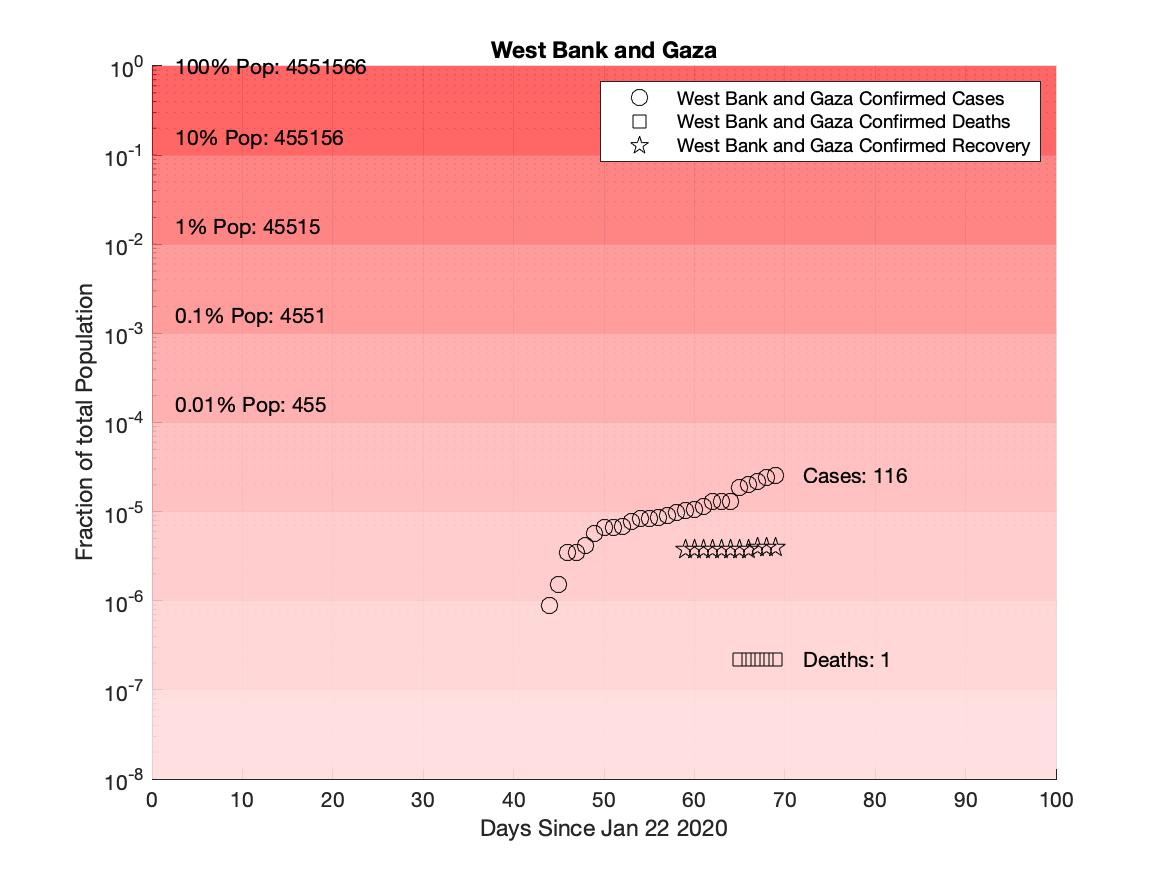 West Bank and Gaza
10^0
100% Pop: 4551566
West Bank and Gaza Confirmed Cases
West Bank and Gaza Confirmed Deaths
West Bank and Gaza Confirmed Recovery
10% Pop: 455156
10^-1
1% Pop: 45515
10^-2
0.1% Pop: 4551
10^-3
0.01% Pop: 455
10^-4
Cases: 116
10^-5
10^-6
Deaths: 1
10^-7
10^-8
Fraction of total Population
0 10 20 30 40 50 60 70 80 90 100
Days Since Jan 22 2020